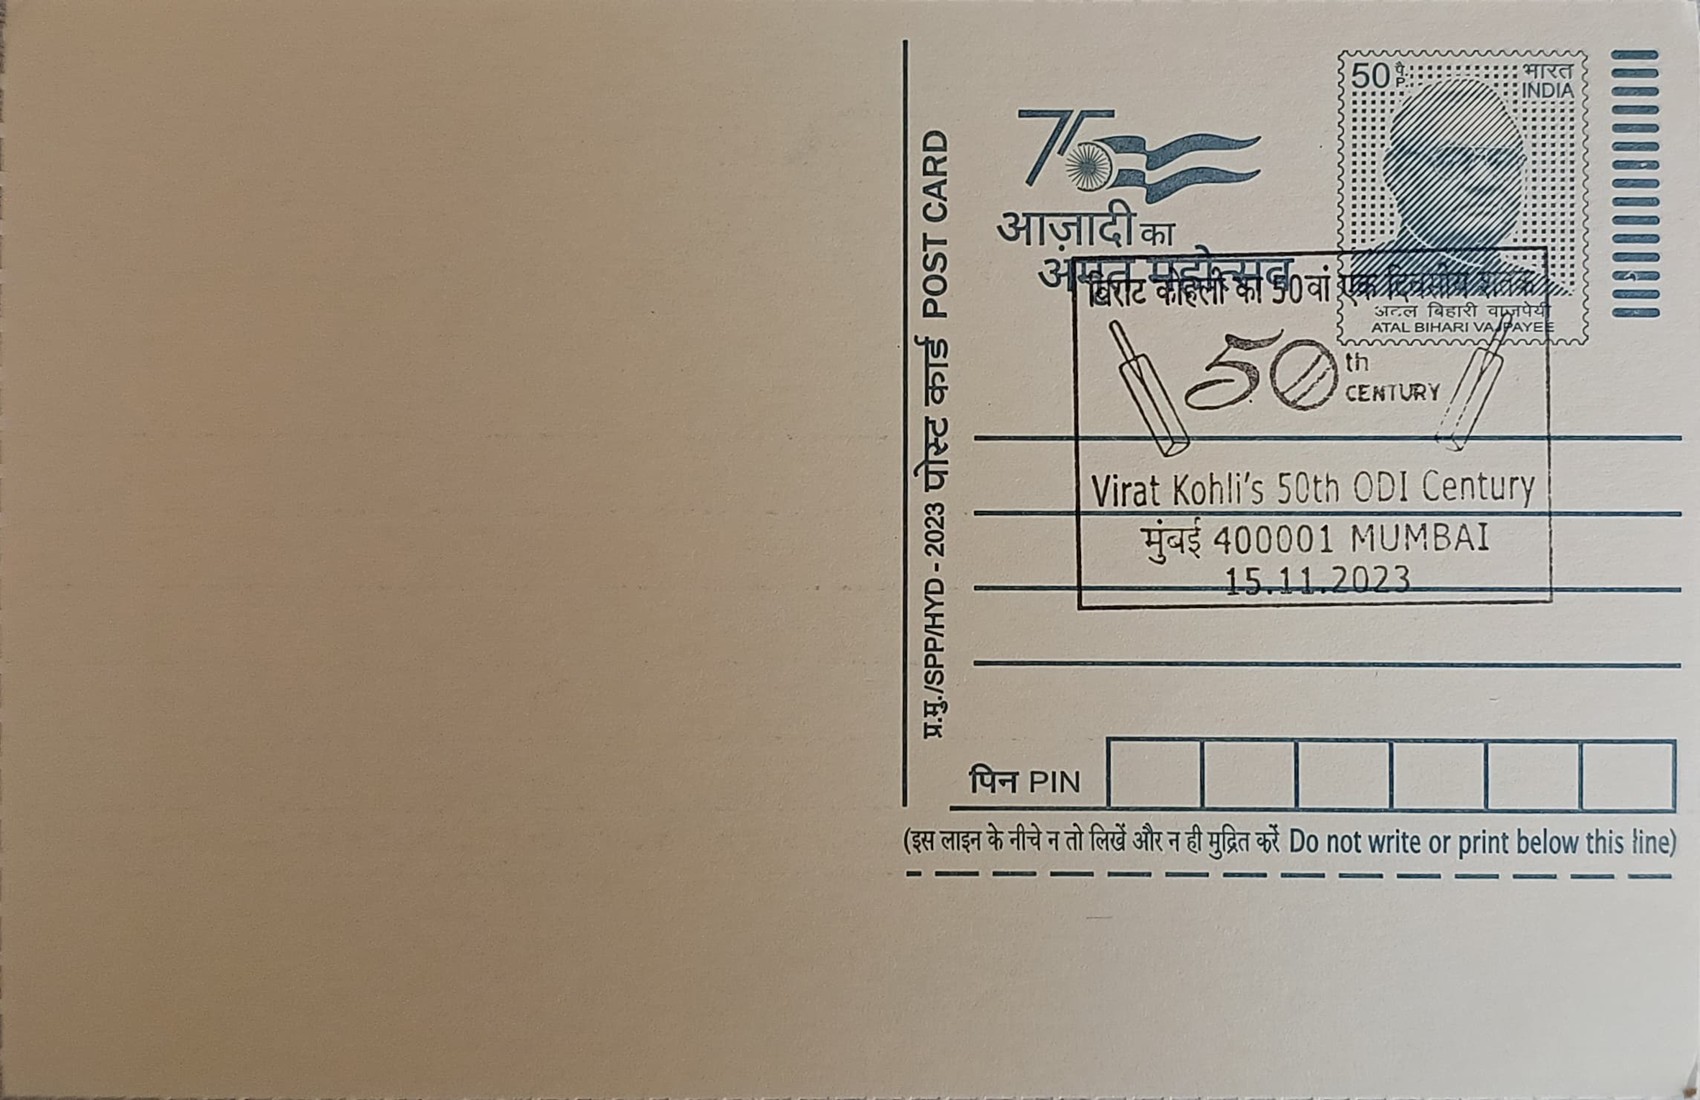 प्र.मु./SPP/HYD - 2023 पोस्ट कार्ड POST CARD
75
आज़ादी का
अमृत महोत्सव
50 पै. P.
भारत
INDIA
अटल बिहारी वाजपेयी
ATAL BIHARI VAJPAYEE
विराट कोहली का 50वां एक दिवसीय शतक
50th
CENTURY
Virat Kohli's 50th ODI Century
मुंबई 400001 MUMBAI
15.11.2023
पिन PIN
(इस लाइन के नीचे न तो लिखें और न ही मुद्रित करें Do not write or print below this line)